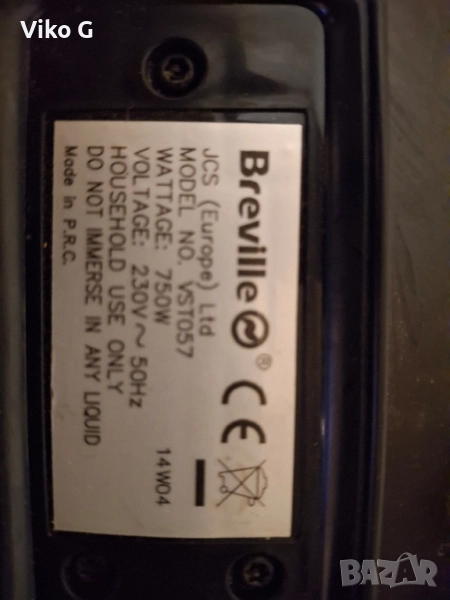 Viko G
Breville® CE
JCS (Europe) Ltd
MODEL NO. VST057
WATTAGE: 750W 14W04
VOLTAGE: 230V～50Hz
HOUSEHOLD USE ONLY
DO NOT IMMERSE IN ANY LIQUID
Made in P.R.C.
BAZAR